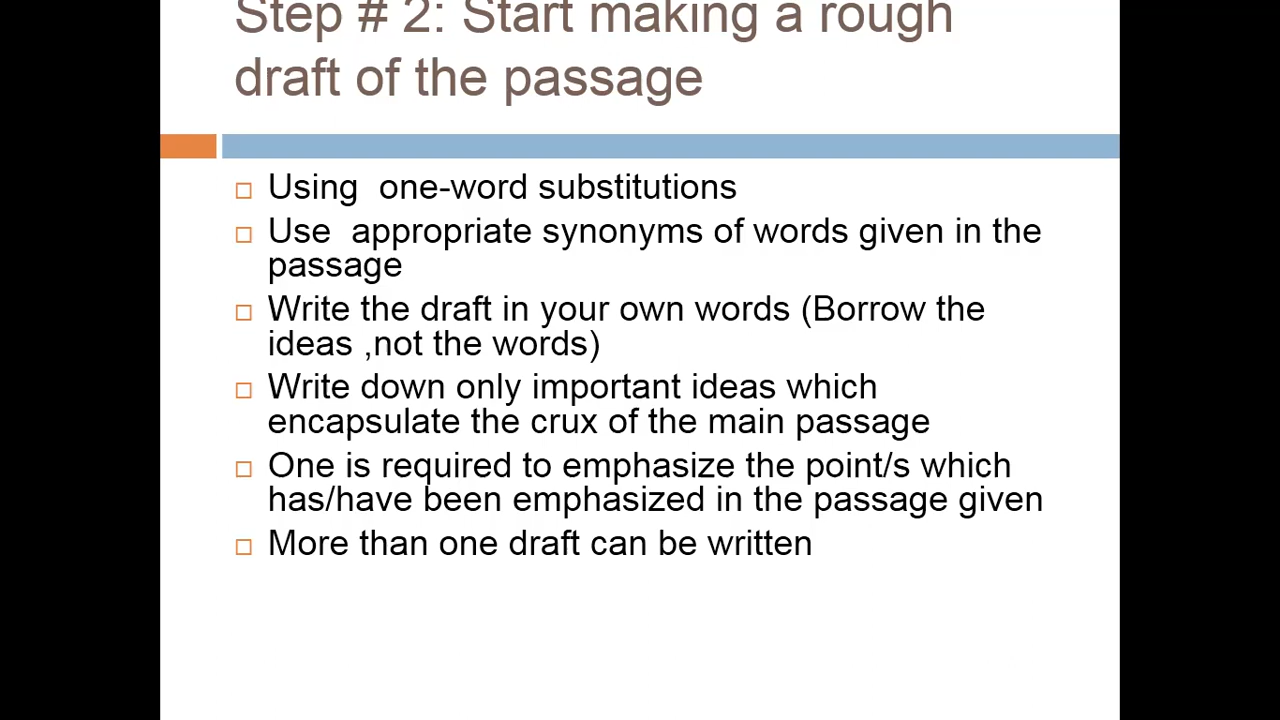 Step # 2: Start making a rough
draft of the passage
Using  one-word substitutions
Use  appropriate synonyms of words given in the
passage
Write the draft in your own words (Borrow the
ideas ,not the words)
Write down only important ideas which
encapsulate the crux of the main passage
One is required to emphasize the point/s which
has/have been emphasized in the passage given
More than one draft can be written